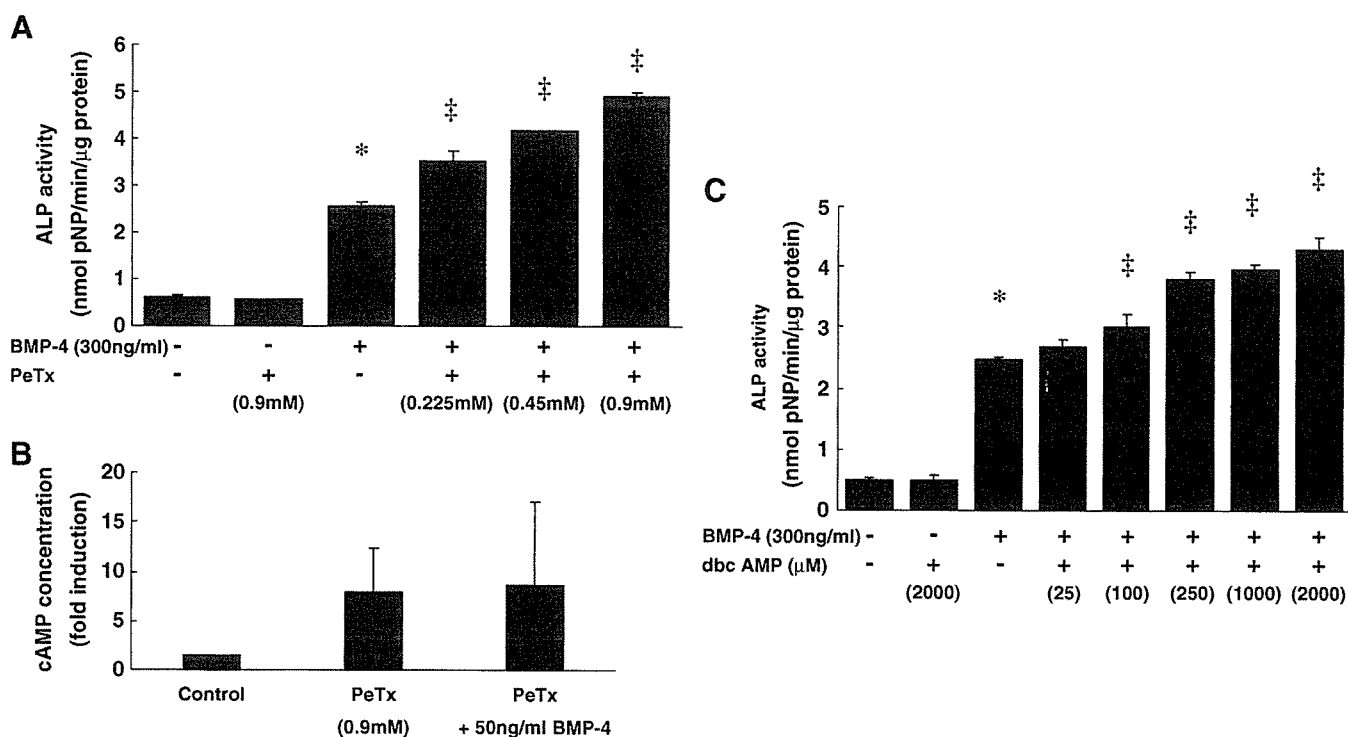 A
ALP activity
(nmol pNP/min/µg protein)
6
5
4
3
2
1
0
*
‡
‡
‡
BMP-4 (300ng/ml) - - + + + +
PeTx - + - + + +
(0.9mM) (0.225mM) (0.45mM) (0.9mM)
B
cAMP concentration
(fold induction)
20
15
10
5
0
Control PeTx PeTx
(0.9mM) + 50ng/ml BMP-4
C
ALP activity
(nmol pNP/min/µg protein)
5
4
3
2
1
0
*
‡
‡
‡
‡
BMP-4 (300ng/ml) - - + + + + + +
dbc AMP (µM) - + - + + + + +
(2000) (25) (100) (250) (1000) (2000)